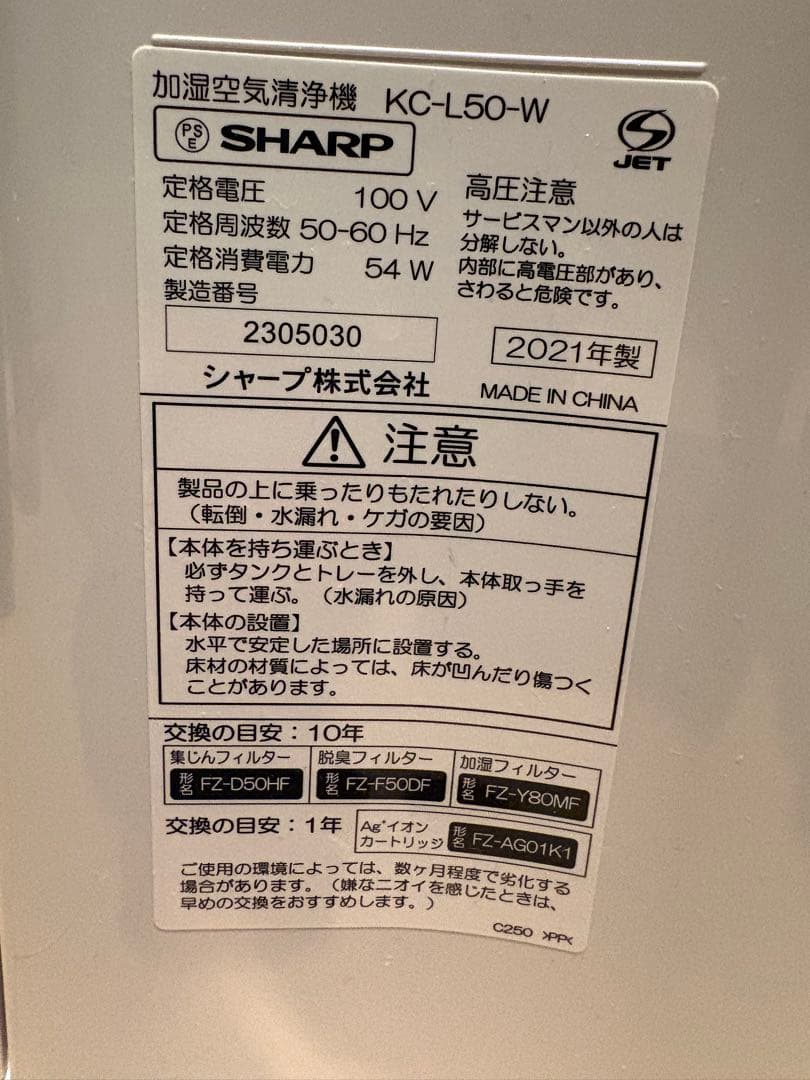 加湿空気清浄機 KC-L50-W
PS E SHARP
JET
定格電圧 100 V
定格周波数 50-60 Hz
定格消費電力 54 W
製造番号
2305030
シャープ株式会社
高圧注意
サービスマン以外の人は
分解しない。
内部に高電圧部があり、
さわると危険です。
2021年製
MADE IN CHINA
注意
製品の上に乗ったりもたれたりしない。
（転倒・水漏れ・ケガの要因）
【本体を持ち運ぶとき】
必ずタンクとトレーを外し、本体取っ手を
持って運ぶ。（水漏れの原因）
【本体の設置】
水平で安定した場所に設置する。
床材の材質によっては、床が凹んだり傷つく
ことがあります。
交換の目安：10年
集じんフィルター
形名 FZ-D50HF
脱臭フィルター
形名 FZ-F50DF
加湿フィルター
形名 FZ-Y80MF
交換の目安：1年
Ag⁺イオン
カートリッジ
形名 FZ-AG01K1
ご使用の環境によっては、数ヶ月程度で劣化する
場合があります。（嫌なニオイを感じたときは、
早めの交換をおすすめします。）
C250 >PP<